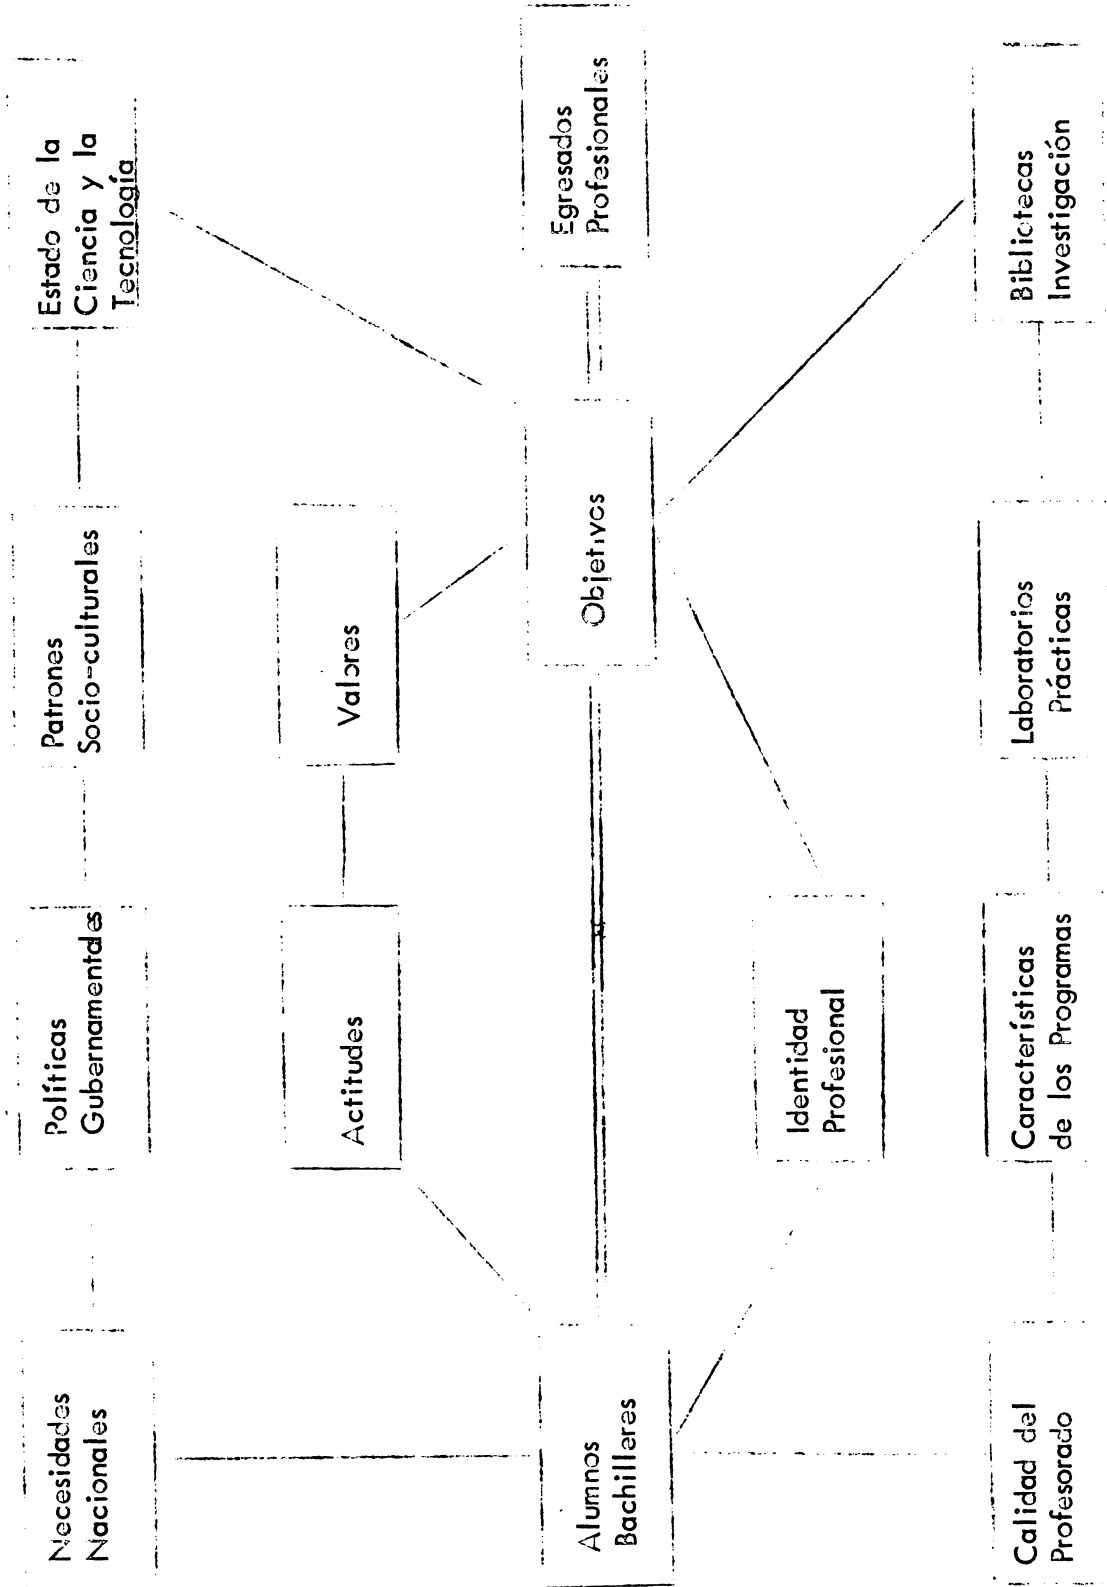 Necesidades
Nacionales
Políticas
Gubernamentales
Patrones
Socio-culturales
Estado de la
Ciencia y la
Tecnología
Actitudes
Valores
Alumnos
Bachilleres
Objetivos
Egresados
Profesionales
Identidad
Profesional
Calidad del
Profesorado
Características
de los Programas
Laboratorios
Prácticas
Bibliotecas
Investigación